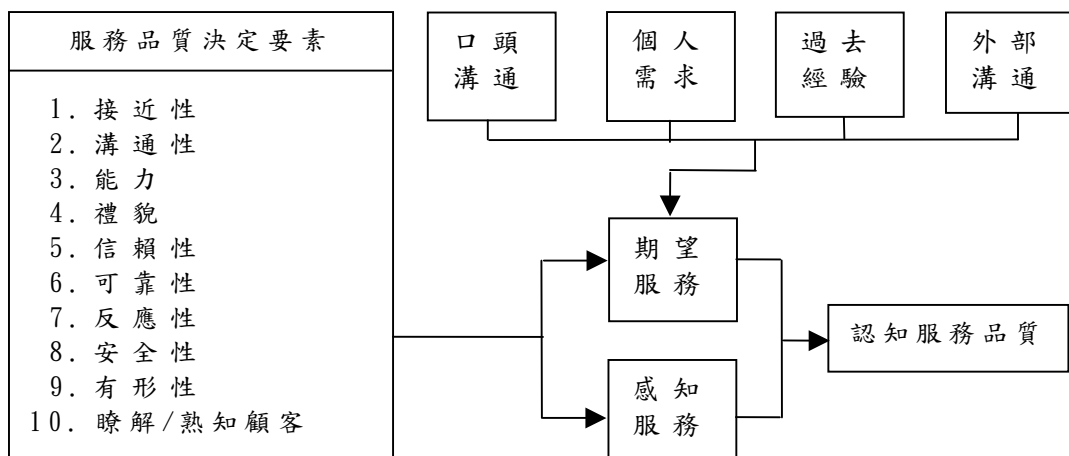 服務品質決定要素
1. 接近性
2. 溝通性
3. 能力
4. 禮貌
5. 信賴性
6. 可靠性
7. 反應性
8. 安全性
9. 有形性
10. 瞭解/熟知顧客
口頭
溝通
個人
需求
過去
經驗
外部
溝通
期望
服務
感知
服務
認知服務品質